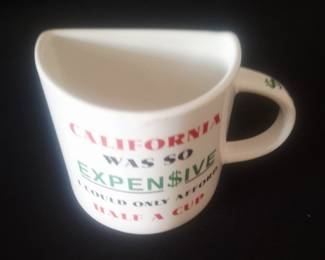 CALIFORNIA
WAS SO
EXPEN$IVE
I COULD ONLY AFFORD
HALF A CUP
$